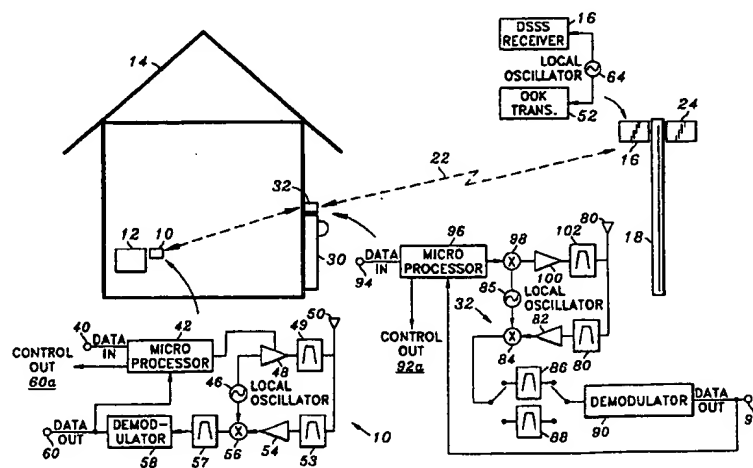 14
DSSS
RECEIVER
16
LOCAL
OSCILLATOR
64
OOK
TRANS.
52
24
16
22
32
12
10
30
18
94
DATA
IN
96
MICRO
PROCESSOR
98
100
102
80
85
LOCAL
OSCILLATOR
32
CONTROL
OUT
92a
84
82
80
86
88
DEMODULATOR
90
DATA
OUT
9
40
DATA
IN
42
MICRO
PROCESSOR
CONTROL
OUT
60a
46
LOCAL
OSCILLATOR
48
49
50
60
DATA
OUT
DEMOD-
ULATOR
58
57
56
54
53
10